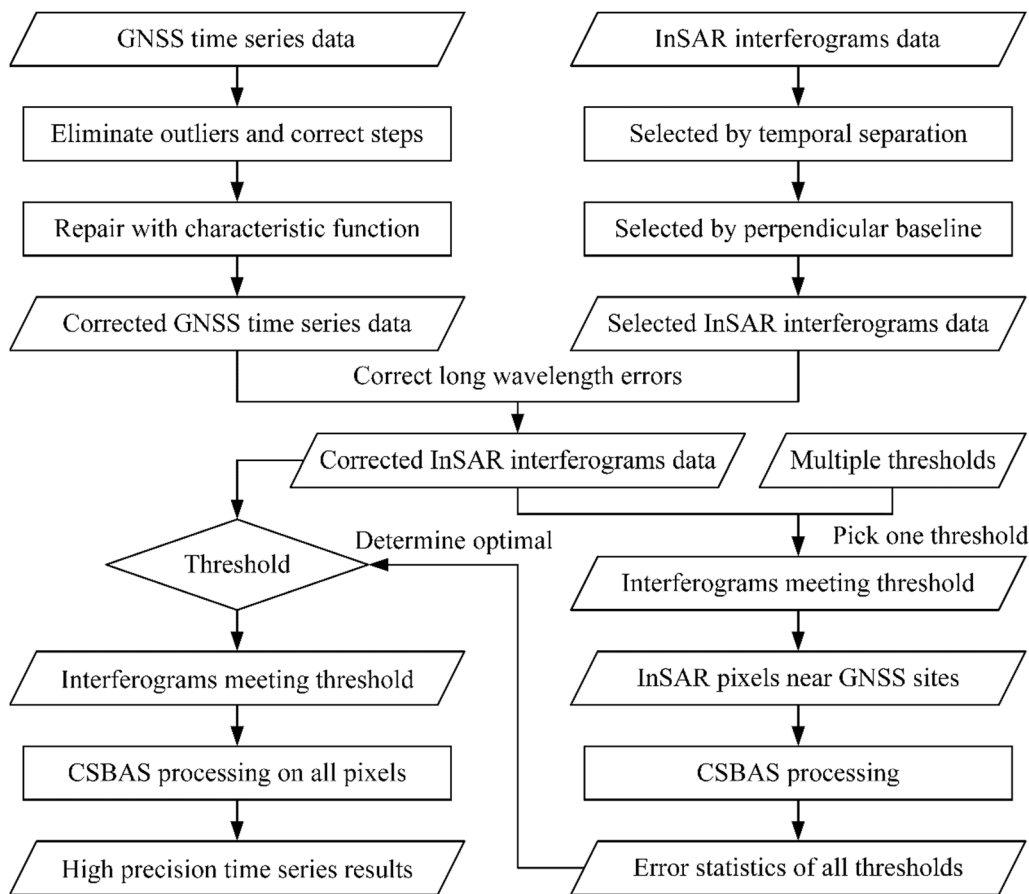 GNSS time series data
InSAR interferograms data
Eliminate outliers and correct steps
Selected by temporal separation
Repair with characteristic function
Selected by perpendicular baseline
Corrected GNSS time series data
Selected InSAR interferograms data
Correct long wavelength errors
Corrected InSAR interferograms data
Multiple thresholds
Pick one threshold
Determine optimal
Threshold
Interferograms meeting threshold
Interferograms meeting threshold
InSAR pixels near GNSS sites
CSBAS processing on all pixels
CSBAS processing
High precision time series results
Error statistics of all thresholds